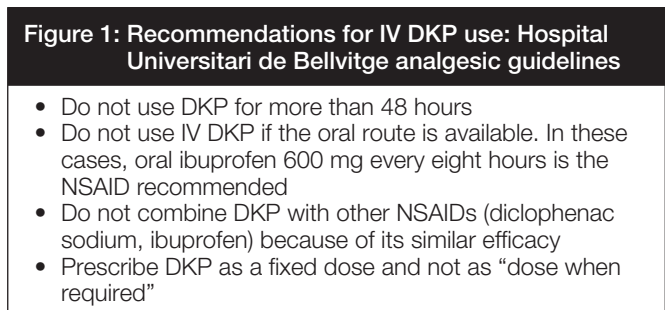 Figure 1: Recommendations for IV DKP use: Hospital
Universitari de Bellvitge analgesic guidelines
• Do not use DKP for more than 48 hours
• Do not use IV DKP if the oral route is available. In these
cases, oral ibuprofen 600 mg every eight hours is the
NSAID recommended
• Do not combine DKP with other NSAIDs (diclophenac
sodium, ibuprofen) because of its similar efficacy
• Prescribe DKP as a fixed dose and not as “dose when
required”